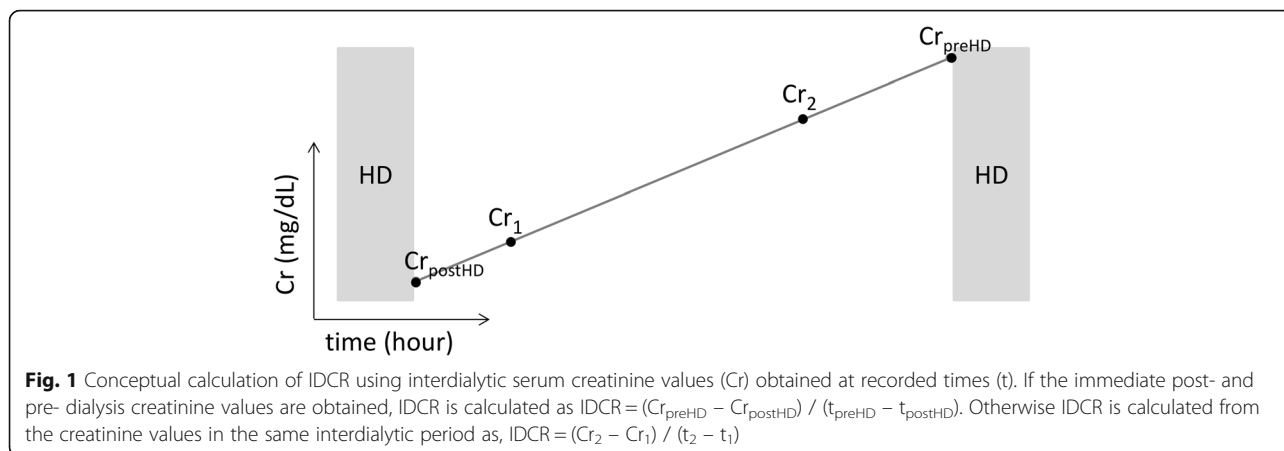 Cr_preHD
Cr_2
HD
HD
Cr_1
Cr_postHD
Cr (mg/dL)
time (hour)
Fig. 1 Conceptual calculation of IDCR using interdialytic serum creatinine values (Cr) obtained at recorded times (t). If the immediate post- and
pre- dialysis creatinine values are obtained, IDCR is calculated as IDCR = (Cr_preHD – Cr_postHD) / (t_preHD – t_postHD). Otherwise IDCR is calculated from
the creatinine values in the same interdialytic period as, IDCR = (Cr_2 – Cr_1) / (t_2 – t_1)